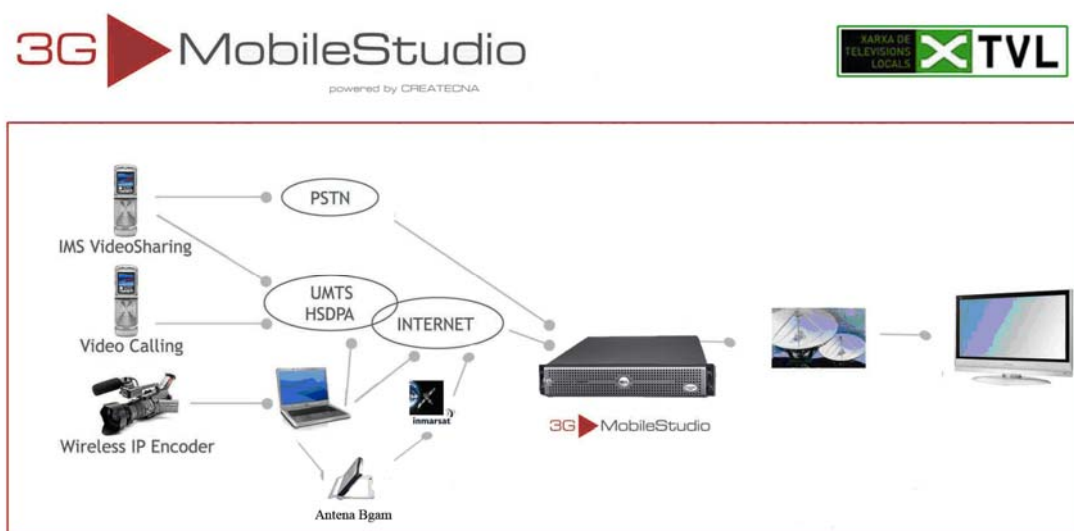 3G MobileStudio
powered by CREATECNA
XARXA DE
TELEVISIONS
LOCALS
XTVL
PSTN
IMS VideoSharing
UMTS
HSDPA
INTERNET
Video Calling
inmarsat
3G MobileStudio
Wireless IP Encoder
Antena Bgam